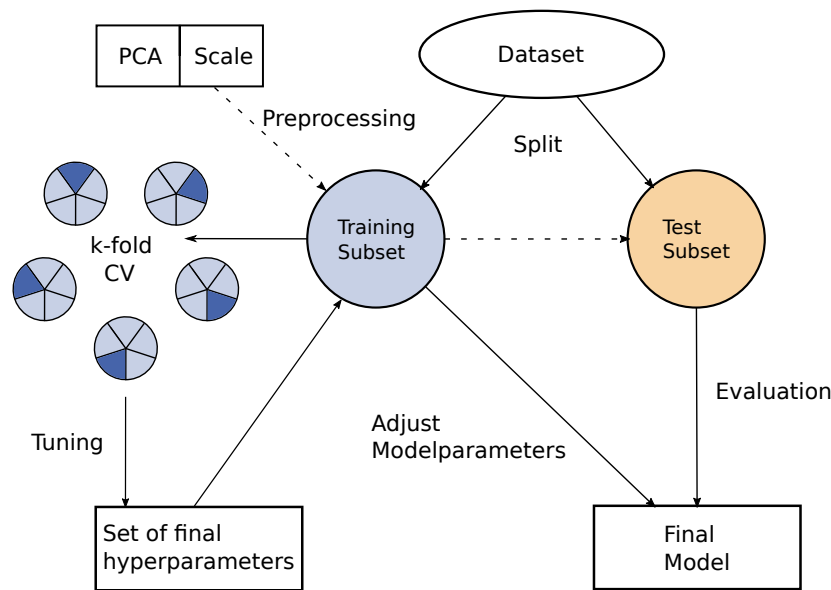 PCA
Scale
Dataset
Preprocessing
Split
Training
Subset
Test
Subset
k-fold
CV
Evaluation
Adjust
Modelparameters
Tuning
Set of final
hyperparameters
Final
Model